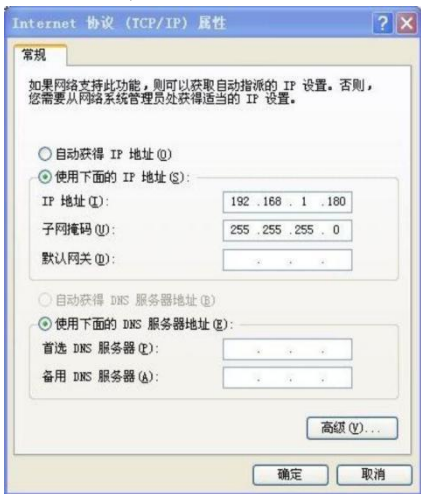 Internet 协议 (TCP/IP) 属性
常规
如果网络支持此功能，则可以获取自动指派的 IP 设置。否则，
您需要从网络系统管理员处获得适当的 IP 设置。
自动获得 IP 地址(O)
使用下面的 IP 地址(S):
IP 地址(I): 192 .168 . 1 .180
子网掩码(U): 255 .255 .255 . 0
默认网关(D): . . .
自动获得 DNS 服务器地址(B)
使用下面的 DNS 服务器地址(E):
首选 DNS 服务器(P): . . .
备用 DNS 服务器(A): . . .
高级(V)...
确定 取消